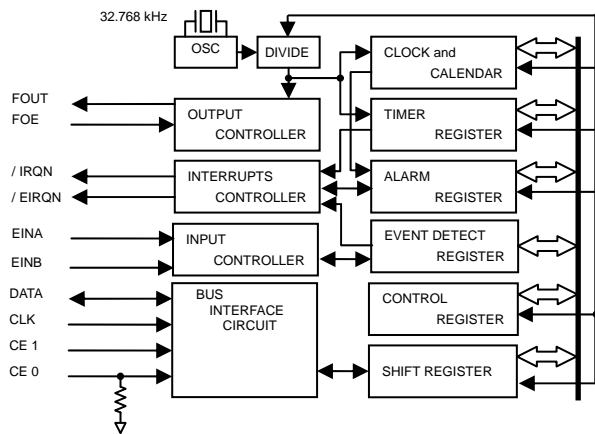 32.768 kHz
OSC
DIVIDE
CLOCK and
CALENDAR
FOUT
FOE
OUTPUT
CONTROLLER
TIMER
REGISTER
/ IRQN
/ EIRQN
INTERRUPTS
CONTROLLER
ALARM
REGISTER
EINA
EINB
INPUT
CONTROLLER
EVENT DETECT
REGISTER
DATA
CLK
CE 1
CE 0
BUS
INTERFACE
CIRCUIT
CONTROL
REGISTER
SHIFT REGISTER